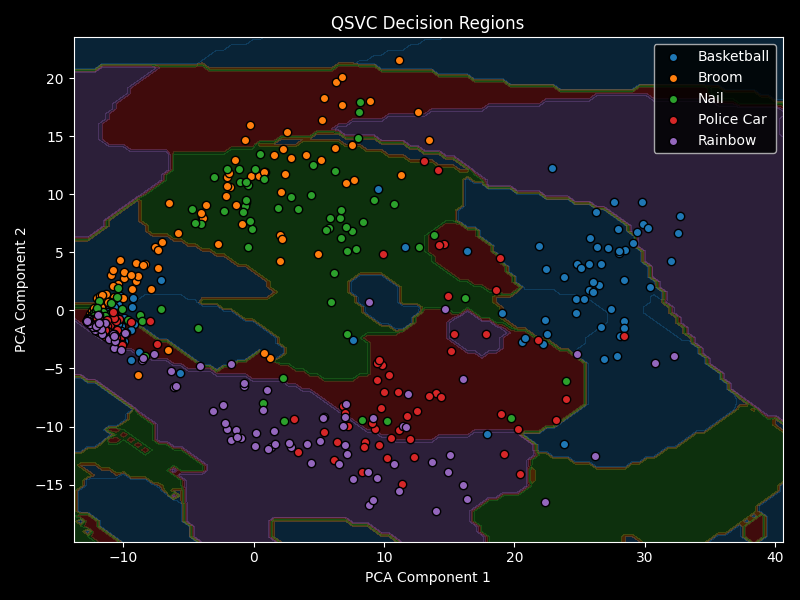 QSVC Decision Regions
Basketball
Broom
Nail
Police Car
Rainbow
20
15
10
5
0
−5
−10
−15
PCA Component 2
−10
0
10
20
30
40
PCA Component 1